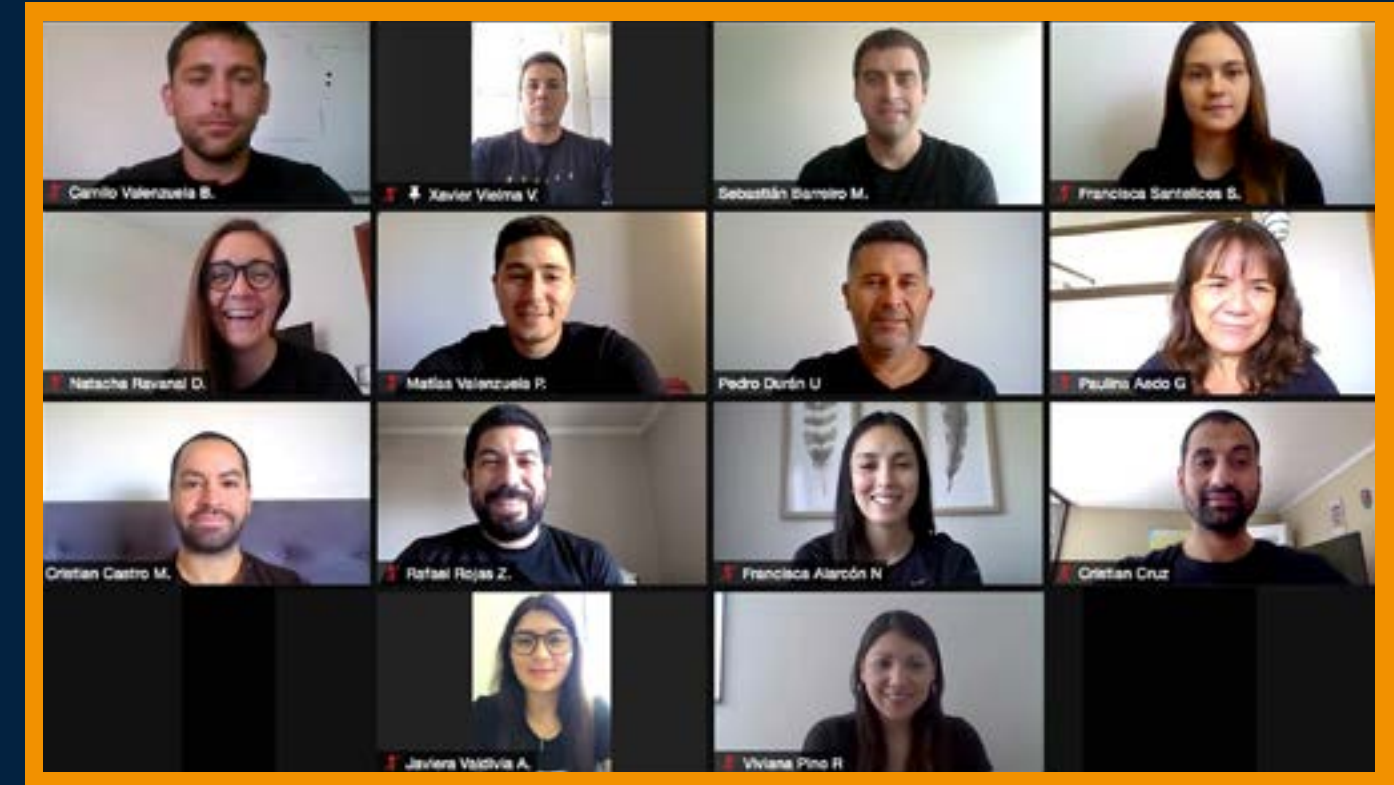 Camilo Valenzuela B.
Xavier Vielma V.
Sebastián Barreiro M.
Francisca Santelices S.
Natacha Ravanal D.
Matías Valenzuela P.
Pedro Durán U
Paulina Aedo G
Cristian Castro M.
Rafael Rojas Z.
Francisca Alarcón N
Cristian Cruz
Javiera Valdivia A.
Viviana Pino R